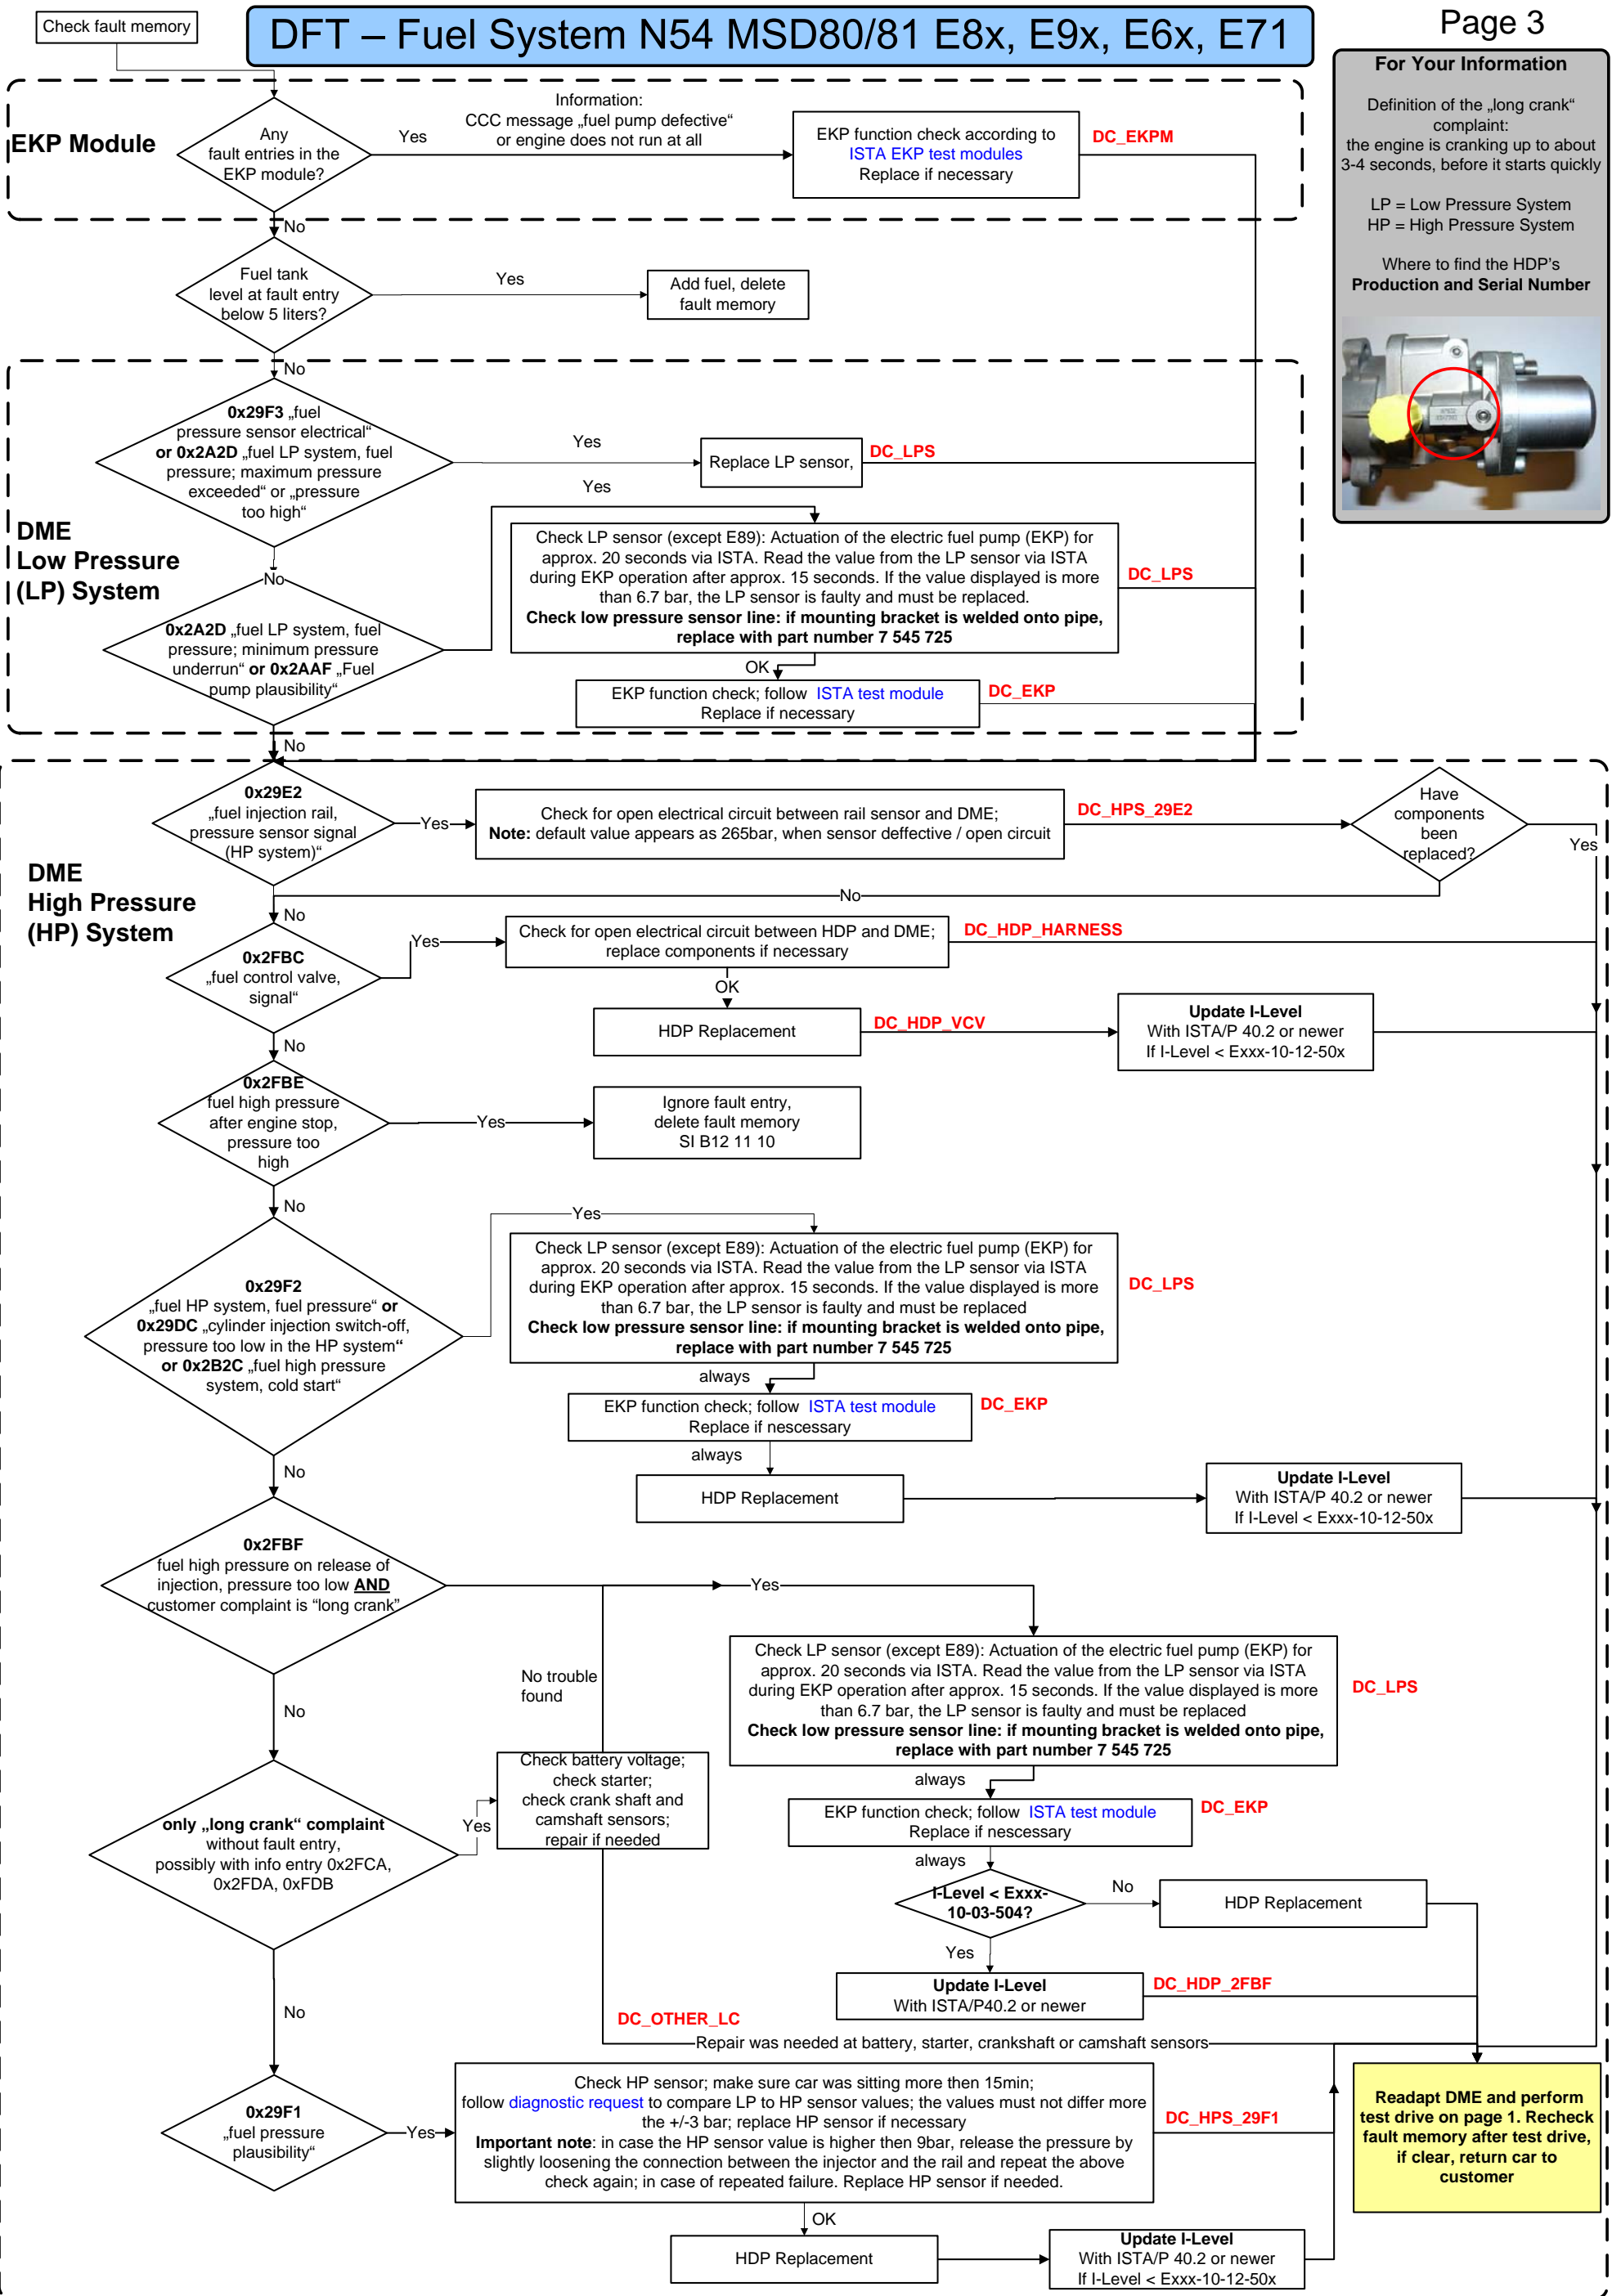 Check fault memory
DFT – Fuel System N54 MSD80/81 E8x, E9x, E6x, E71
Page 3
For Your Information
Definition of the „long crank“
complaint:
the engine is cranking up to about
3-4 seconds, before it starts quickly
LP = Low Pressure System
HP = High Pressure System
Where to find the HDP's
Production and Serial Number
EKP Module
Any
fault entries in the
EKP module?
Yes
Information:
CCC message „fuel pump defective“
or engine does not run at all
EKP function check according to
ISTA EKP test modules
Replace if necessary
DC_EKPM
No
Fuel tank
level at fault entry
below 5 liters?
Yes
Add fuel, delete
fault memory
No
DME
Low Pressure
(LP) System
0x29F3 „fuel
pressure sensor electrical“
or 0x2A2D „fuel LP system, fuel
pressure; maximum pressure
exceeded“ or „pressure
too high“
Yes
Replace LP sensor,
DC_LPS
No
0x2A2D „fuel LP system, fuel
pressure; minimum pressure
underrun“ or 0x2AAF „Fuel
pump plausibility“
Yes
Check LP sensor (except E89): Actuation of the electric fuel pump (EKP) for
approx. 20 seconds via ISTA. Read the value from the LP sensor via ISTA
during EKP operation after approx. 15 seconds. If the value displayed is more
than 6.7 bar, the LP sensor is faulty and must be replaced.
Check low pressure sensor line: if mounting bracket is welded onto pipe,
replace with part number 7 545 725
DC_LPS
OK
EKP function check; follow ISTA test module
Replace if necessary
DC_EKP
No
DME
High Pressure
(HP) System
0x29E2
„fuel injection rail,
pressure sensor signal
(HP system)“
Yes
Check for open electrical circuit between rail sensor and DME;
Note: default value appears as 265bar, when sensor deffective / open circuit
DC_HPS_29E2
Have
components
been
replaced?
Yes
No
No
0x2FBC
„fuel control valve,
signal“
Yes
Check for open electrical circuit between HDP and DME;
replace components if necessary
DC_HDP_HARNESS
OK
HDP Replacement
DC_HDP_VCV
Update I-Level
With ISTA/P 40.2 or newer
If I-Level < Exxx-10-12-50x
No
0x2FBE
fuel high pressure
after engine stop,
pressure too
high
Yes
Ignore fault entry,
delete fault memory
SI B12 11 10
No
0x29F2
„fuel HP system, fuel pressure“ or
0x29DC „cylinder injection switch-off,
pressure too low in the HP system“
or 0x2B2C „fuel high pressure
system, cold start“
Yes
Check LP sensor (except E89): Actuation of the electric fuel pump (EKP) for
approx. 20 seconds via ISTA. Read the value from the LP sensor via ISTA
during EKP operation after approx. 15 seconds. If the value displayed is more
than 6.7 bar, the LP sensor is faulty and must be replaced
Check low pressure sensor line: if mounting bracket is welded onto pipe,
replace with part number 7 545 725
DC_LPS
always
EKP function check; follow ISTA test module
Replace if nescessary
DC_EKP
always
HDP Replacement
Update I-Level
With ISTA/P 40.2 or newer
If I-Level < Exxx-10-12-50x
No
0x2FBF
fuel high pressure on release of
injection, pressure too low AND
customer complaint is “long crank”
Yes
Check LP sensor (except E89): Actuation of the electric fuel pump (EKP) for
approx. 20 seconds via ISTA. Read the value from the LP sensor via ISTA
during EKP operation after approx. 15 seconds. If the value displayed is more
than 6.7 bar, the LP sensor is faulty and must be replaced
Check low pressure sensor line: if mounting bracket is welded onto pipe,
replace with part number 7 545 725
DC_LPS
No trouble
found
No
always
EKP function check; follow ISTA test module
Replace if nescessary
DC_EKP
always
I-Level < Exxx-
10-03-504?
No
HDP Replacement
Yes
Update I-Level
With ISTA/P40.2 or newer
DC_HDP_2FBF
only „long crank“ complaint
without fault entry,
possibly with info entry 0x2FCA,
0x2FDA, 0xFDB
Yes
Check battery voltage;
check starter;
check crank shaft and
camshaft sensors;
repair if needed
DC_OTHER_LC
Repair was needed at battery, starter, crankshaft or camshaft sensors
No
0x29F1
„fuel pressure
plausibility“
Yes
Check HP sensor; make sure car was sitting more then 15min;
follow diagnostic request to compare LP to HP sensor values; the values must not differ more
the +/-3 bar; replace HP sensor if necessary
Important note: in case the HP sensor value is higher then 9bar, release the pressure by
slightly loosening the connection between the injector and the rail and repeat the above
check again; in case of repeated failure. Replace HP sensor if needed.
DC_HPS_29F1
OK
HDP Replacement
Update I-Level
With ISTA/P 40.2 or newer
If I-Level < Exxx-10-12-50x
Readapt DME and perform
test drive on page 1. Recheck
fault memory after test drive,
if clear, return car to
customer